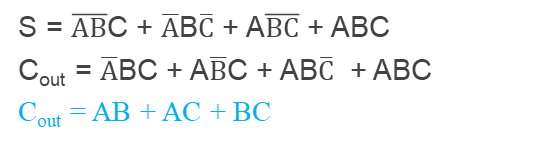 S = A̅B̅C + A̅BC̅ + AB̅C̅ + ABC
Cout = A̅BC + AB̅C + ABC̅ + ABC
Cout = AB + AC + BC